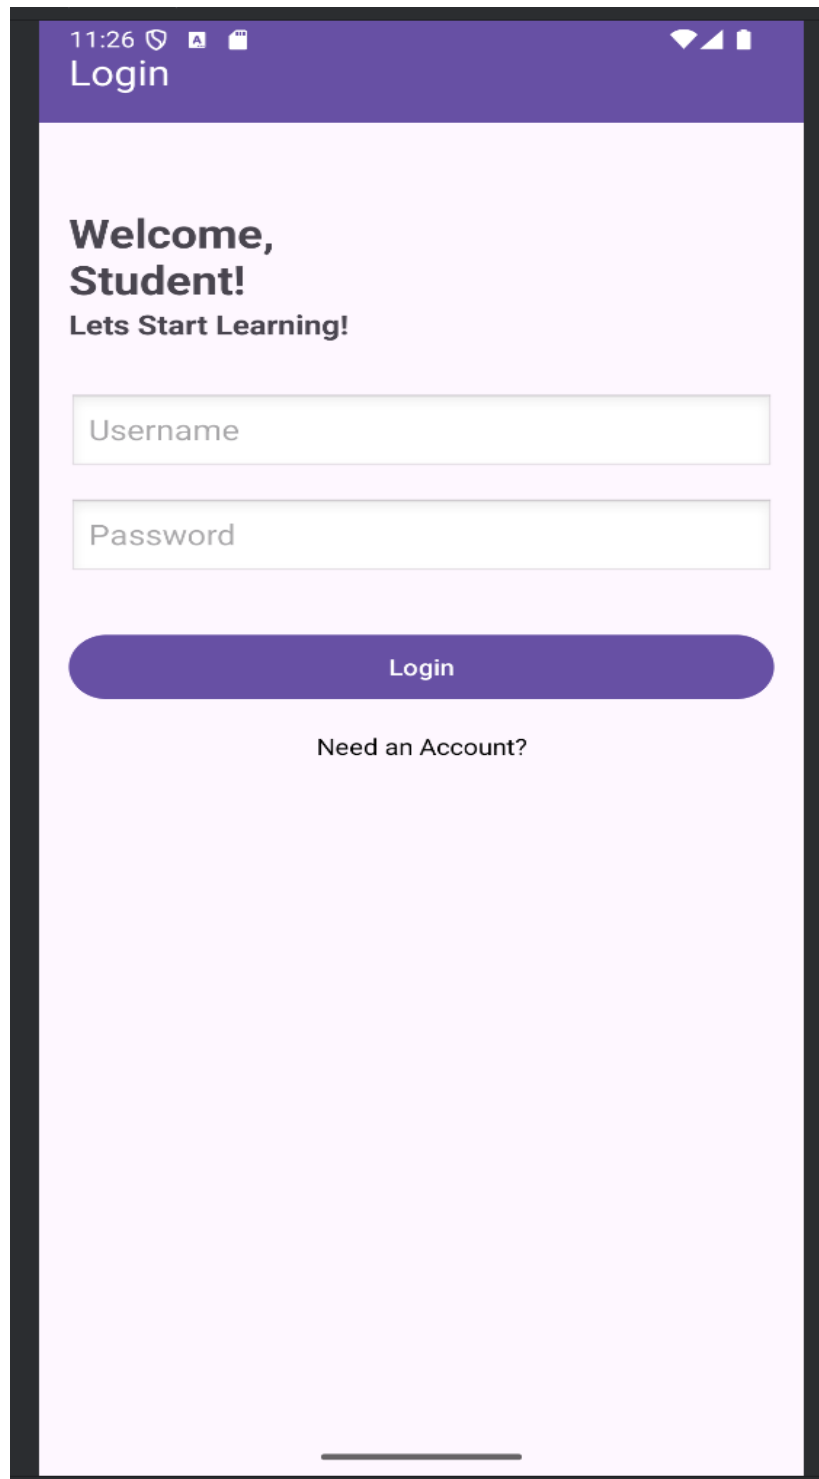 11:26
Login
Welcome,
Student!
Lets Start Learning!
Username
Password
Login
Need an Account?